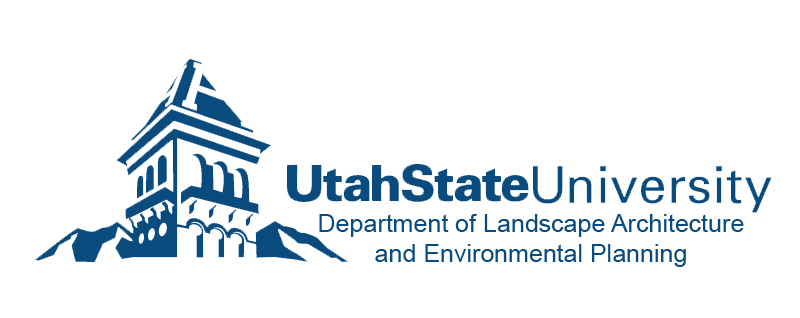 UtahStateUniversity
Department of Landscape Architecture
and Environmental Planning